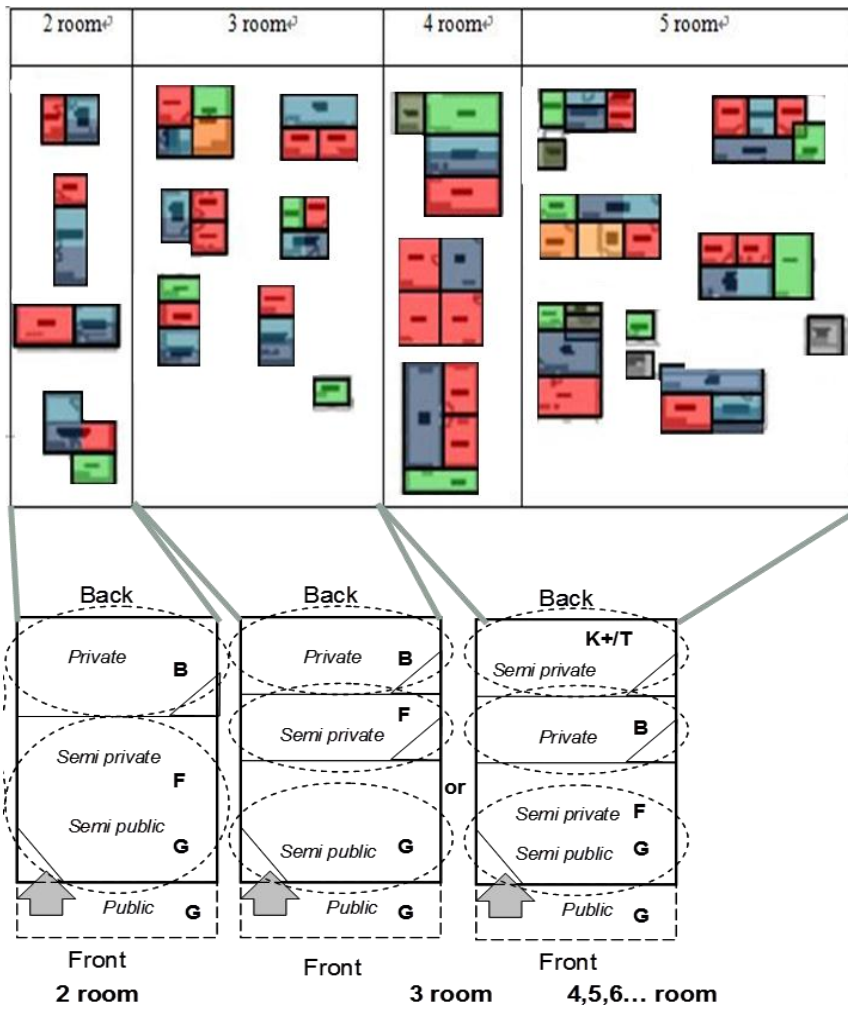 2 room 3 room 4 room 5 room
Back Back Back
Private B
Semi private
F
Semi public
G
Public G
Front
2 room
Private B
F
Semi private
Semi public G
Public G
Front
3 room
or
K+/T
Semi private
B
Private
Semi private F
Semi public G
Public G
Front
4,5,6... room